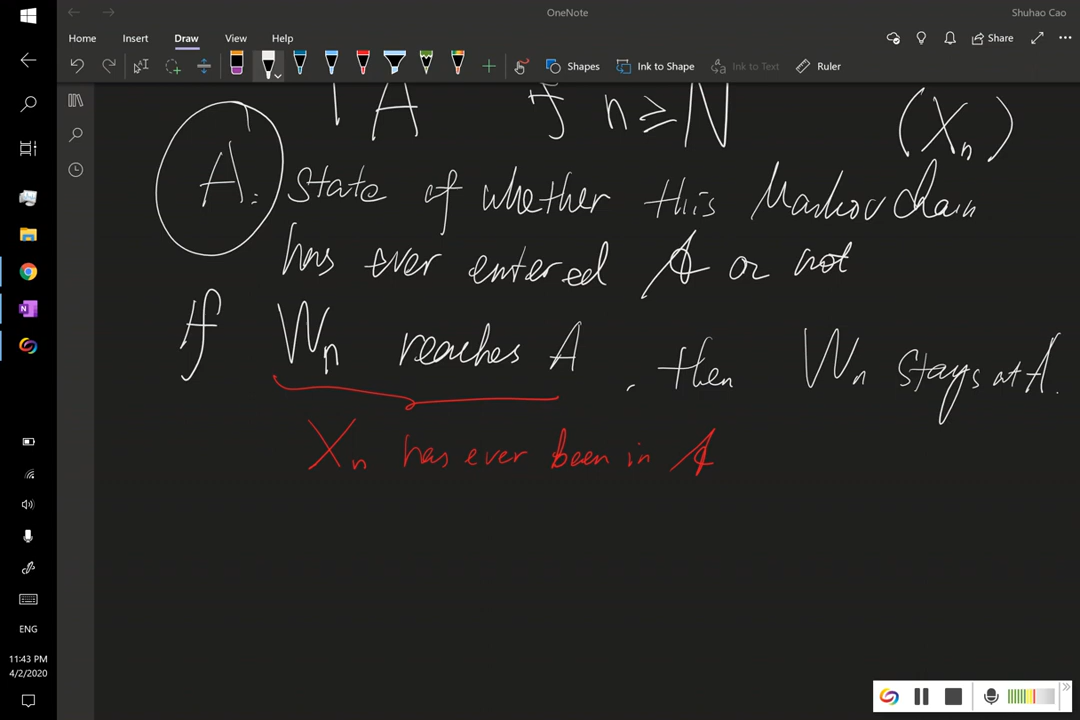 OneNote
Shuhao Cao
Home Insert Draw View Help
Share
Shapes
Ink to Shape
Ink to Text
Ruler
A if n ≥ N (Xn)
A: State of whether this Markov chain
has ever entered 𝒜 or not
If Wn reaches A, then Wn stays at A.
Xn has ever been in 𝒜
ENG
11:43 PM
4/2/2020